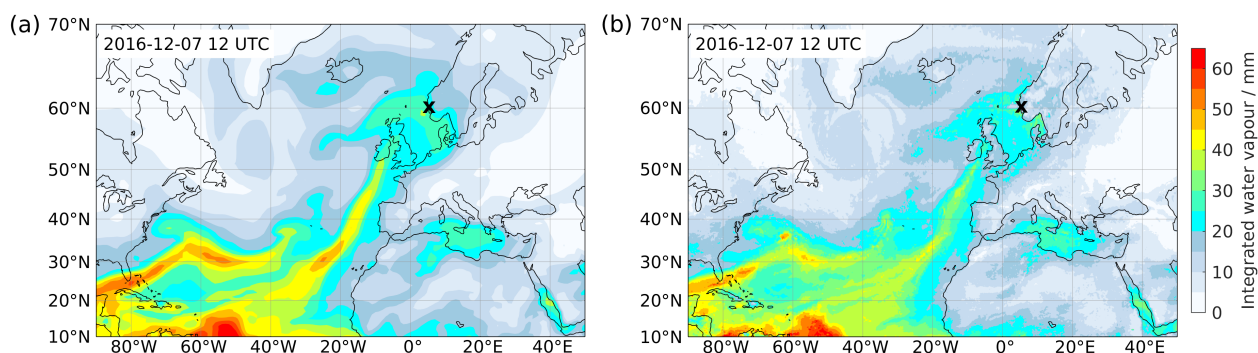 (a)
2016-12-07 12 UTC
70°N
60°N
50°N
40°N
30°N
20°N
10°N
80°W 60°W 40°W 20°W 0° 20°E 40°E
X
(b)
2016-12-07 12 UTC
70°N
60°N
50°N
40°N
30°N
20°N
10°N
80°W 60°W 40°W 20°W 0° 20°E 40°E
X
60
50
40
30
20
10
0
Integrated water vapour / mm